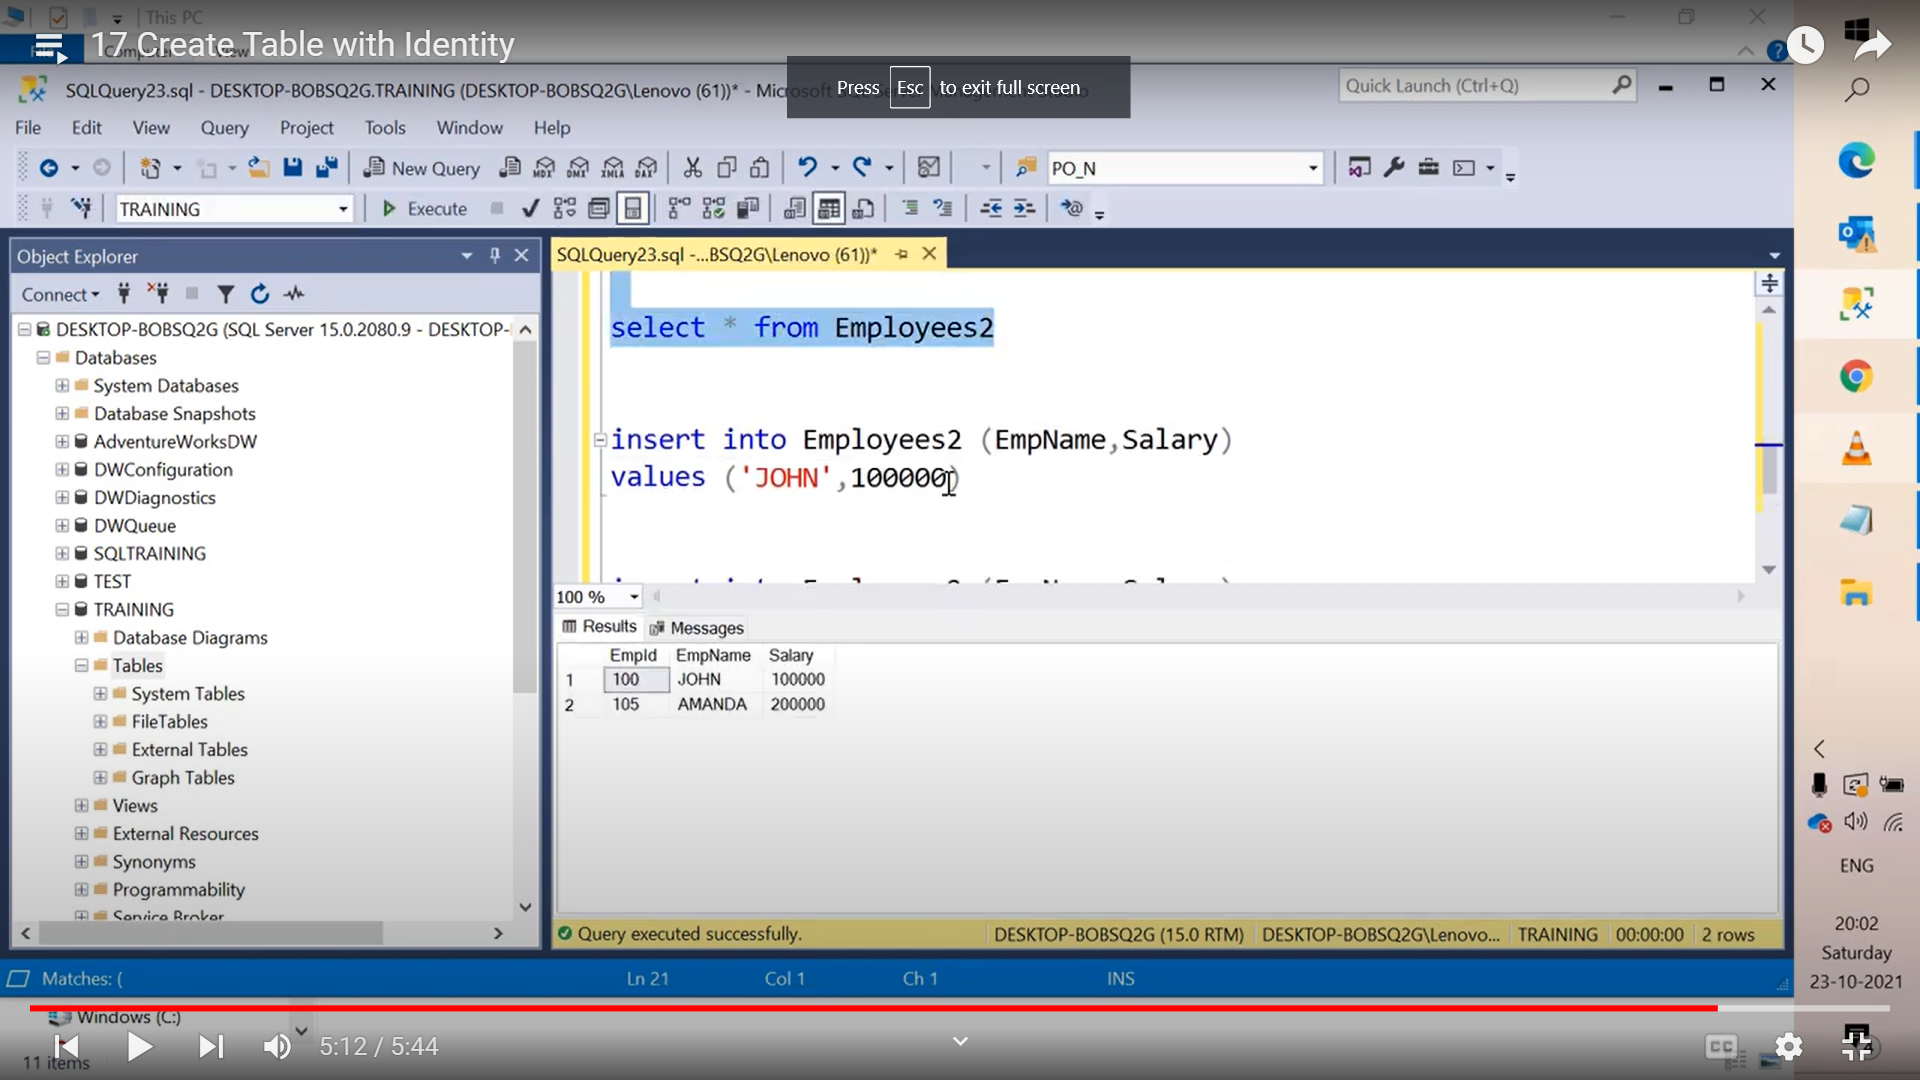 This PC
17 Create Table with Identity
Press Esc to exit full screen
SQLQuery23.sql - DESKTOP-BOBSQ2G.TRAINING (DESKTOP-BOBSQ2G\Lenovo (61))* - Mic
Quick Launch (Ctrl+Q)
File Edit View Query Project Tools Window Help
New Query
MDX DMX XMLA DAX
PO_N
TRAINING
Execute
Object Explorer
SQLQuery23.sql -...BSQ2G\Lenovo (61))*
Connect
DESKTOP-BOBSQ2G (SQL Server 15.0.2080.9 - DESKTOP-
Databases
System Databases
Database Snapshots
AdventureWorksDW
DWConfiguration
DWDiagnostics
DWQueue
SQLTRAINING
TEST
TRAINING
Database Diagrams
Tables
System Tables
FileTables
External Tables
Graph Tables
Views
External Resources
Synonyms
Programmability
Service Broker
select * from Employees2
insert into Employees2 (EmpName,Salary)
values ('JOHN',100000)
100 %
Results Messages
EmpId EmpName Salary
1 100 JOHN 100000
2 105 AMANDA 200000
Query executed successfully.
DESKTOP-BOBSQ2G (15.0 RTM) DESKTOP-BOBSQ2G\Lenovo... TRAINING 00:00:00 2 rows
Matches: (
Ln 21 Col 1 Ch 1 INS
ENG
20:02
Saturday
23-10-2021
Windows (C:)
5:12 / 5:44
CC
11 items